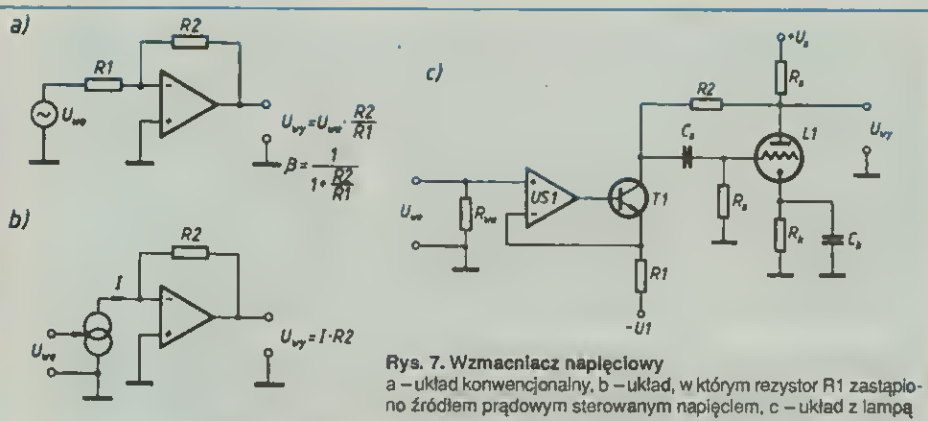 a)
R2
R1
-
+
U_we
U_wy = U_we · R2/R1
β = 1/(1+R2/R1)
b)
R2
I
-
+
U_we
U_wy = I·R2
c)
+U_a
R_a
R2
L1
C_s
U_wy
+
US1
-
T1
U_we
R_we
R_s
R_k
C_k
R1
-U1
Rys. 7. Wzmacniacz napięciowy
a – układ konwencjonalny, b – układ, w którym rezystor R1 zastąpio-
no źródłem prądowym sterowanym napięciem, c – układ z lampą